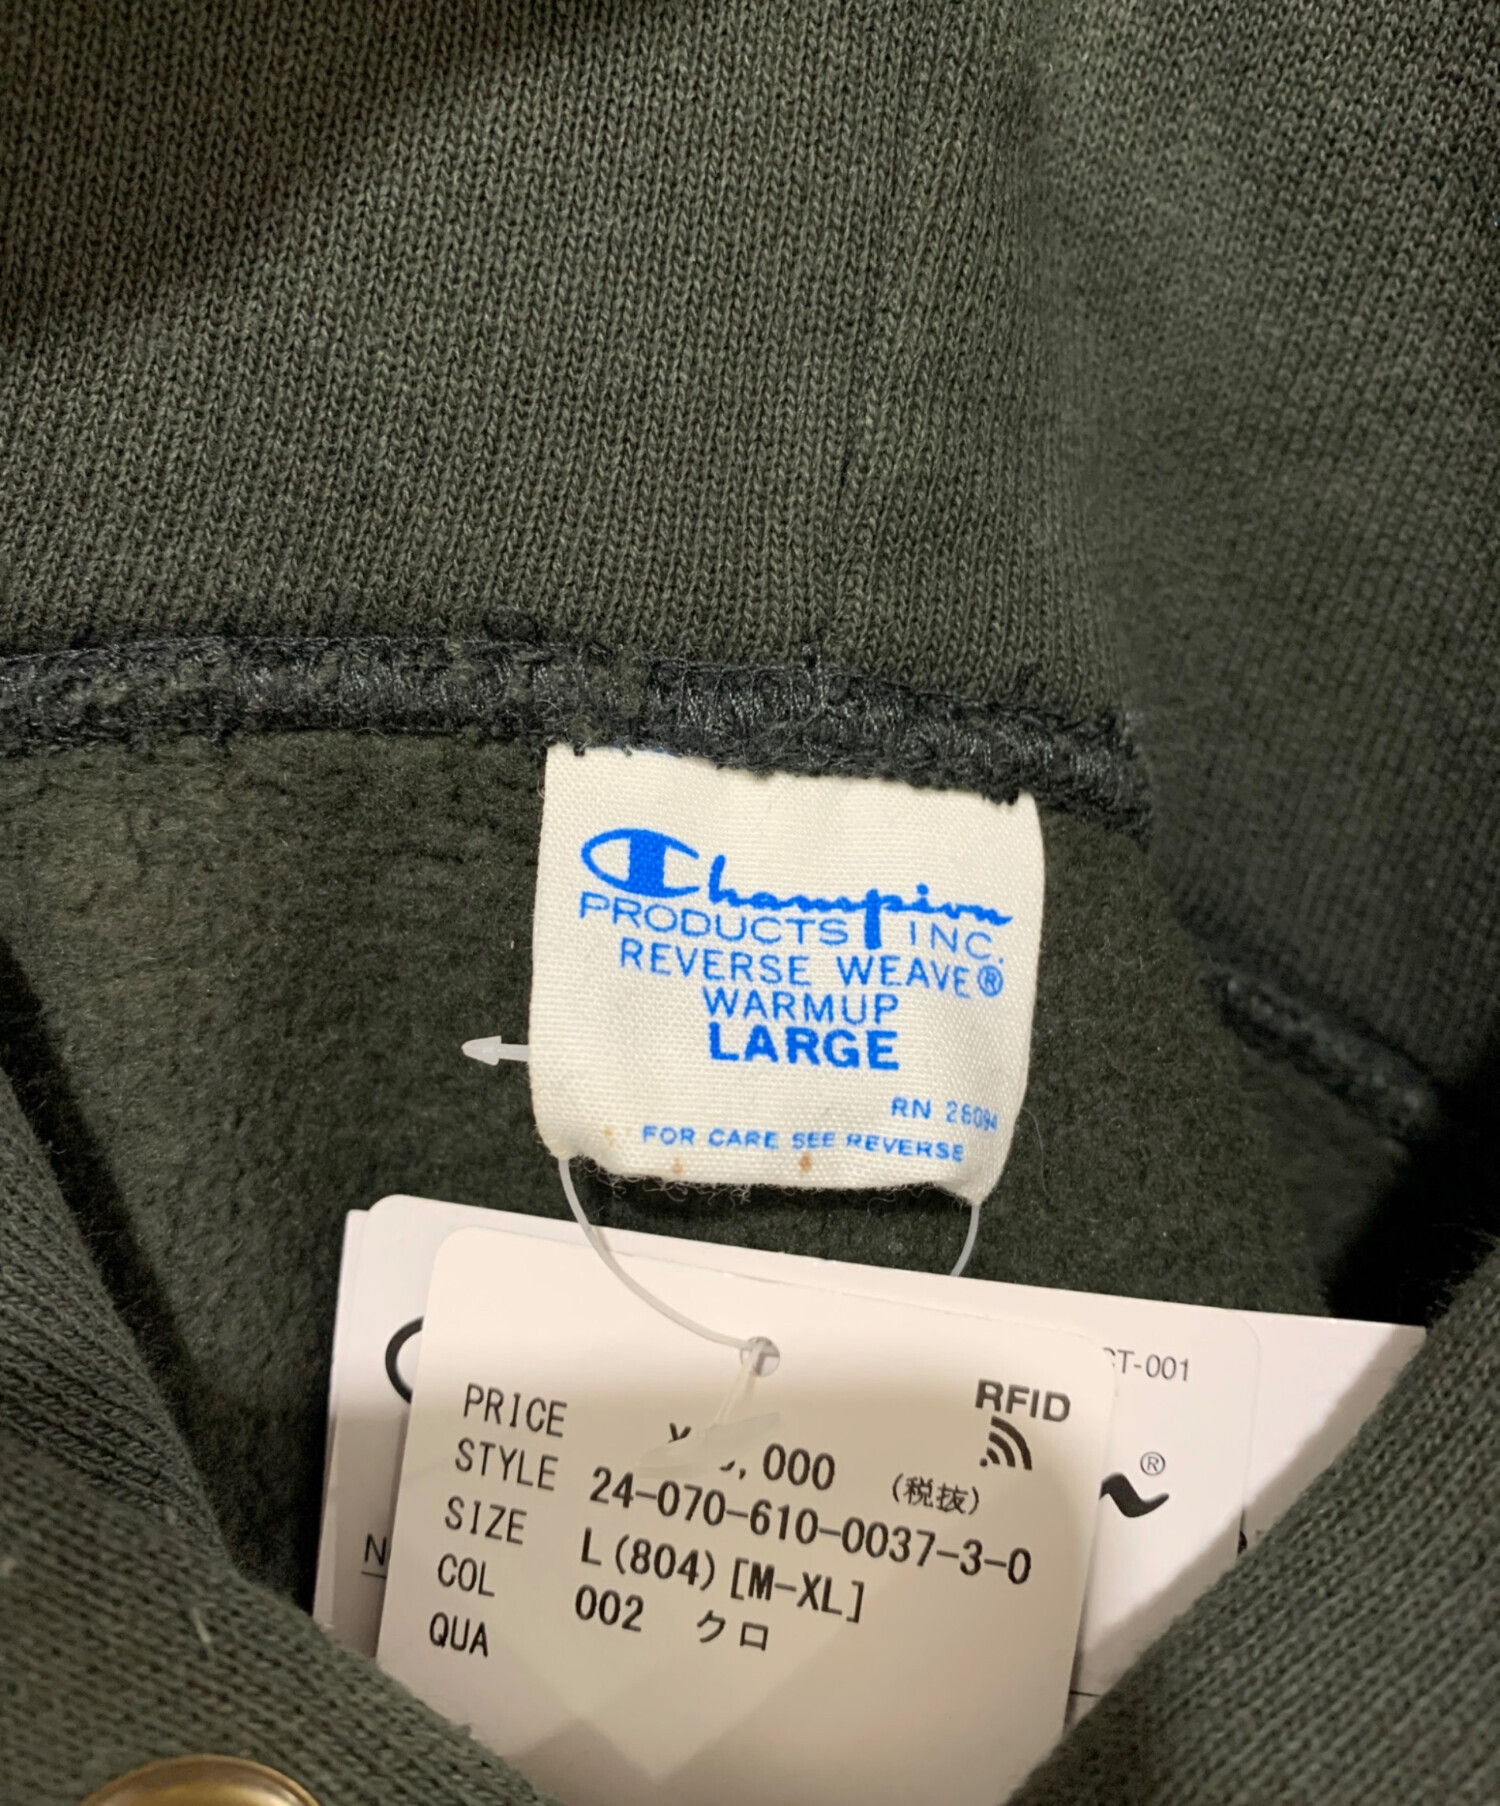 Champion
PRODUCTS INC.
REVERSE WEAVE®
WARMUP
LARGE
RN 26094
FOR CARE SEE REVERSE
CT-001
RFID
PRICE ,000 (税抜)
STYLE 24-070-610-0037-3-0
SIZE L(804)[M-XL]
COL 002 クロ
QUA
®